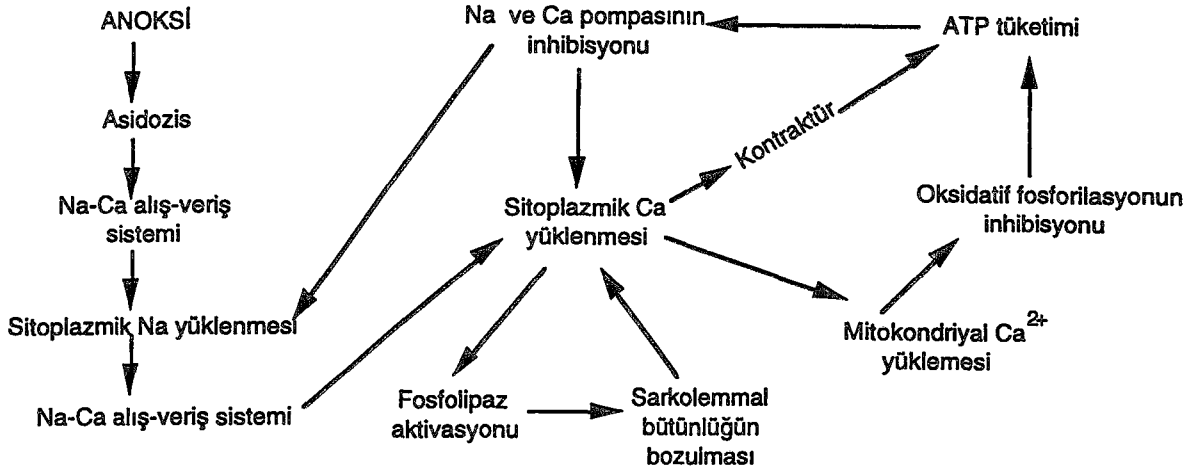 ANOKSİ
Asidozis
Na-Ca alış-veriş
sistemi
Sitoplazmik Na yüklenmesi
Na-Ca alış-veriş sistemi
Na ve Ca pompasının
inhibisyonu
Sitoplazmik Ca
yüklenmesi
Fosfolipaz
aktivasyonu
Sarkolemmal
bütünlüğün
bozulması
Kontraktür
ATP tüketimi
Oksidatif fosforilasyonun
inhibisyonu
Mitokondriyal Ca²⁺
yüklemesi